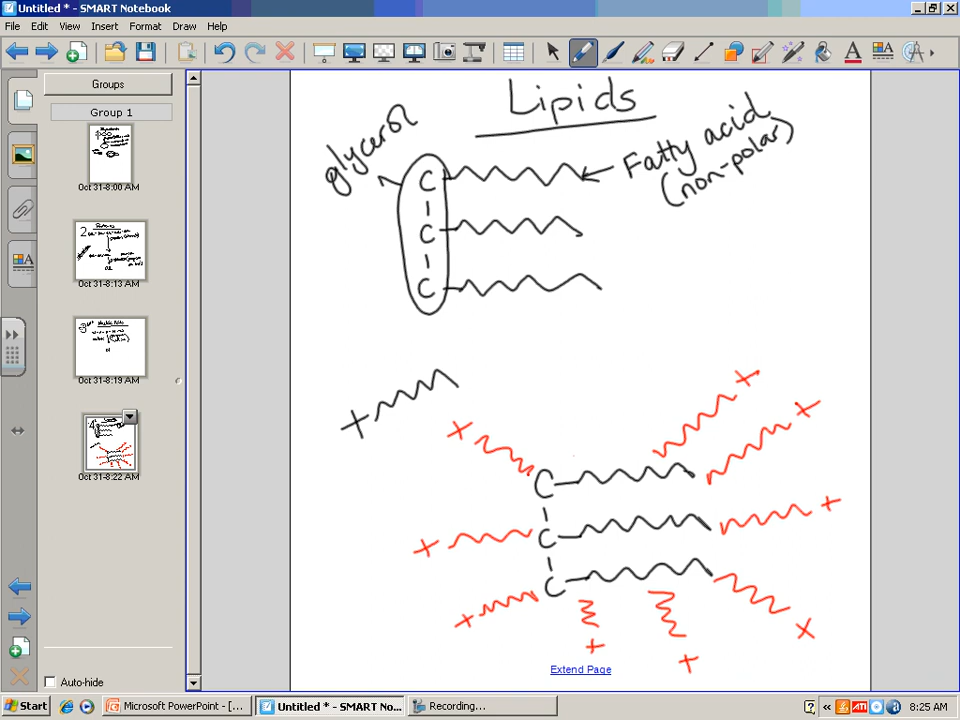 Untitled * - SMART Notebook
File Edit View Insert Format Draw Help
Groups
Group 1
Oct 31-8:00 AM
Oct 31-8:13 AM
Oct 31-8:19 AM
Oct 31-8:22 AM
Auto-hide
Lipids
glycerol
Fatty acid
(non-polar)
C
C
C
+
+
+
+
+
C
+
C
+
C
+
+
+
+
Extend Page
Start
Microsoft PowerPoint - [...
Untitled * - SMART No...
Recording...
8:25 AM